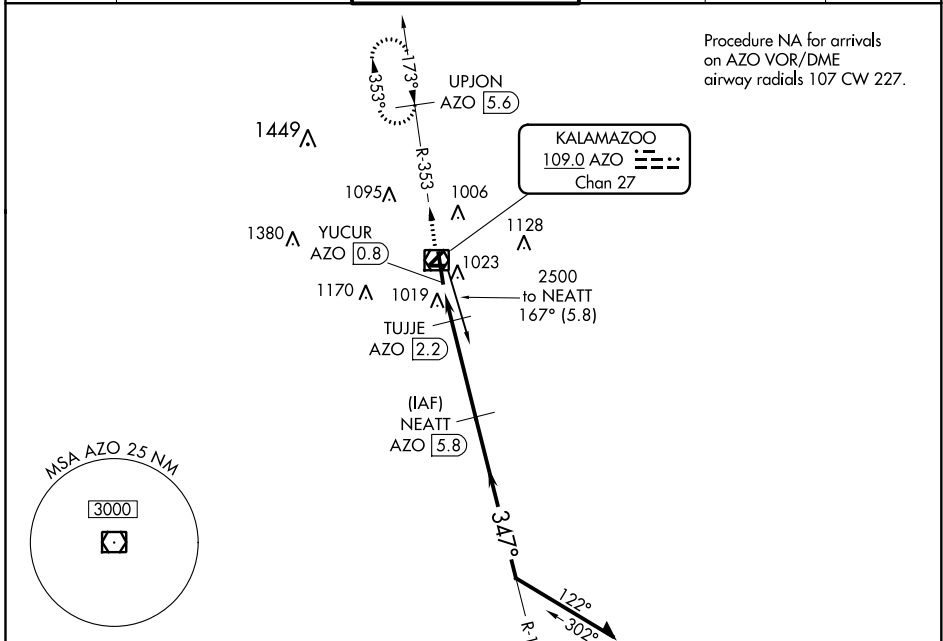 Procedure NA for arrivals
on AZO VOR/DME
airway radials 107 CW 227.
173°
353°
UPJON
AZO 5.6
1449
R-353
KALAMAZOO
109.0 AZO
Chan 27
1095
1006
1128
1380
YUCUR
AZO 0.8
1023
1170
1019
2500
to NEATT
167° (5.8)
TUJJE
AZO 2.2
(IAF)
NEATT
AZO 5.8
MSA AZO 25 NM
3000
347°
122°
302°